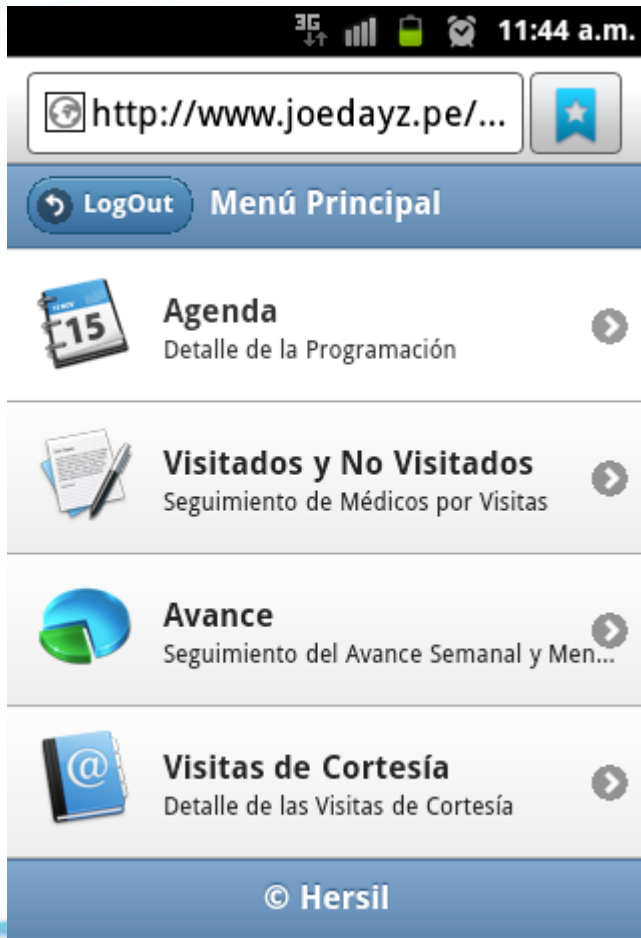 3G
11:44 a.m.
http://www.joedayz.pe/...
LogOut
Menú Principal
15
Agenda
Detalle de la Programación
Visitados y No Visitados
Seguimiento de Médicos por Visitas
Avance
Seguimiento del Avance Semanal y Men...
@
Visitas de Cortesía
Detalle de las Visitas de Cortesía
© Hersil